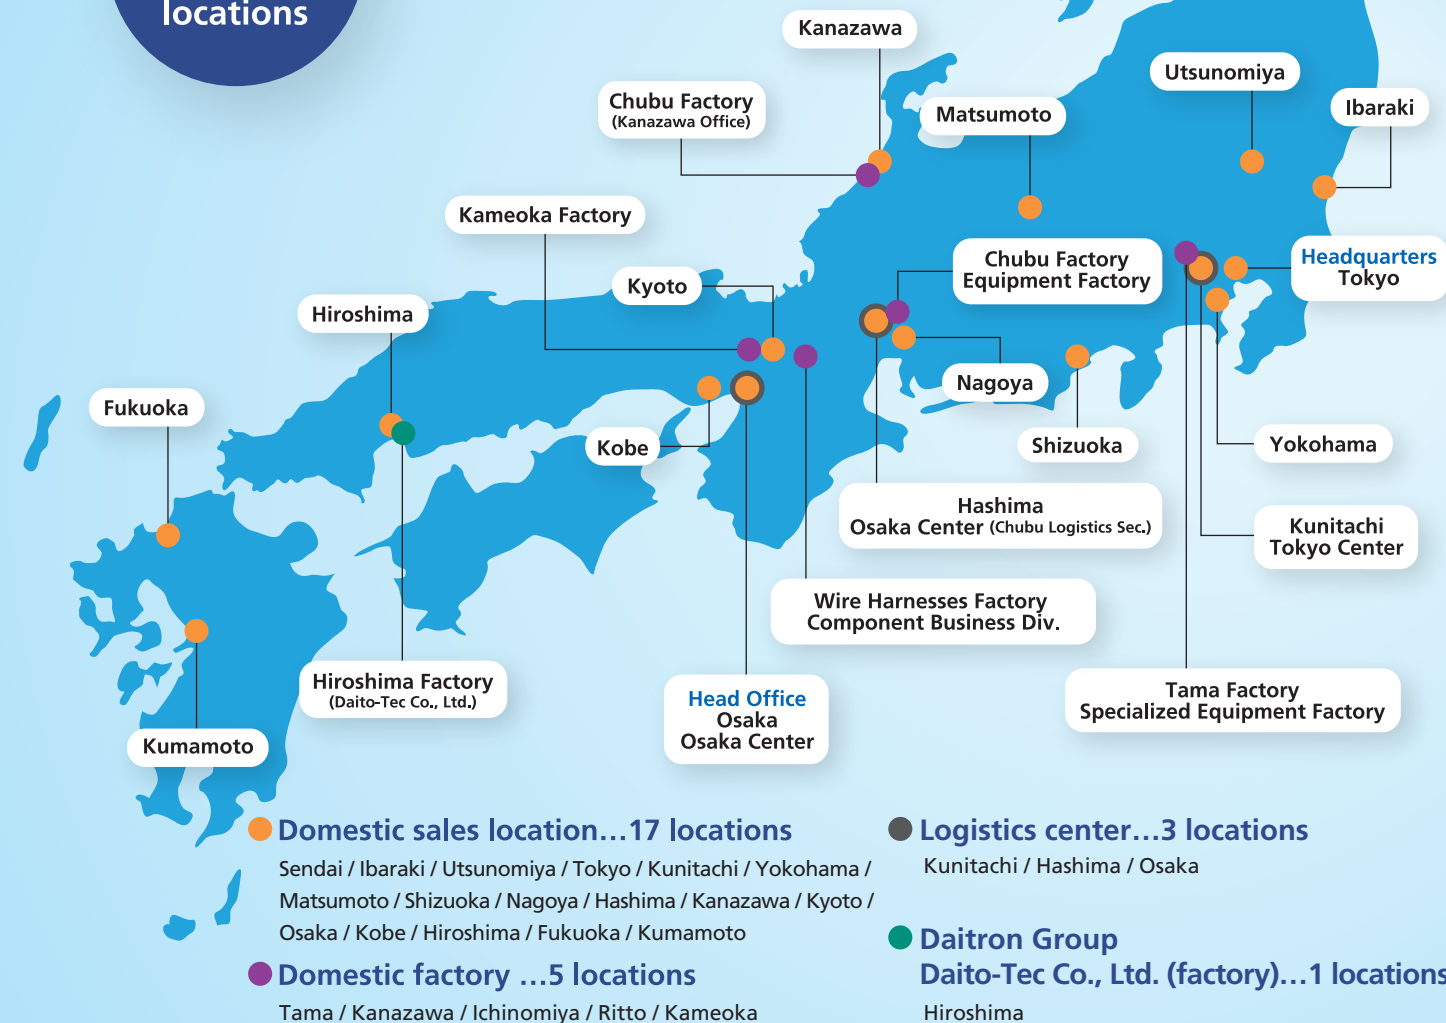 locations
Kanazawa
Chubu Factory
(Kanazawa Office)
Matsumoto
Utsunomiya
Ibaraki
Kameoka Factory
Kyoto
Chubu Factory
Equipment Factory
Headquarters
Tokyo
Hiroshima
Fukuoka
Nagoya
Kobe
Shizuoka
Yokohama
Hashima
Osaka Center (Chubu Logistics Sec.)
Kunitachi
Tokyo Center
Wire Harnesses Factory
Component Business Div.
Hiroshima Factory
(Daito-Tec Co., Ltd.)
Head Office
Osaka
Osaka Center
Tama Factory
Specialized Equipment Factory
Kumamoto
Domestic sales location…17 locations
Sendai / Ibaraki / Utsunomiya / Tokyo / Kunitachi / Yokohama /
Matsumoto / Shizuoka / Nagoya / Hashima / Kanazawa / Kyoto /
Osaka / Kobe / Hiroshima / Fukuoka / Kumamoto
Domestic factory …5 locations
Tama / Kanazawa / Ichinomiya / Ritto / Kameoka
Logistics center…3 locations
Kunitachi / Hashima / Osaka
Daitron Group
Daito-Tec Co., Ltd. (factory)…1 locations
Hiroshima